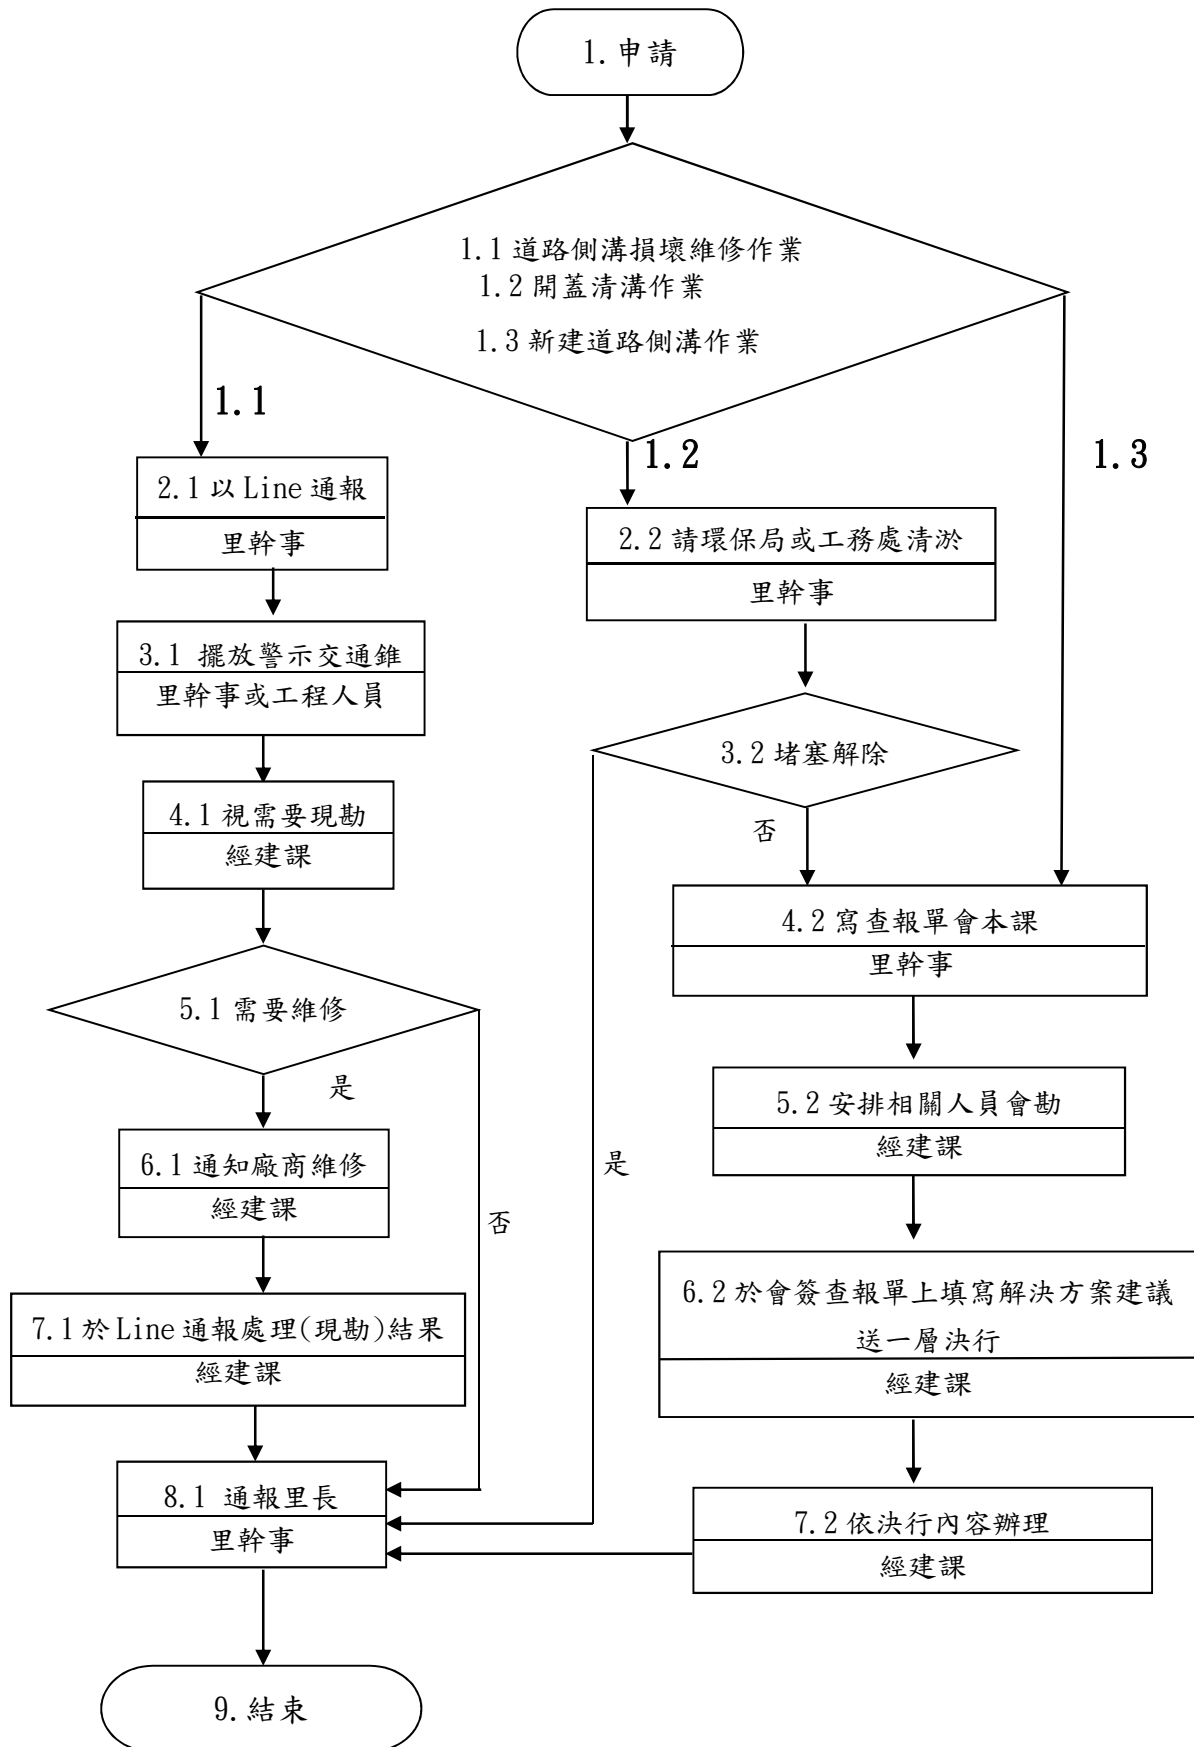 1.申請
1.1道路側溝損壞維修作業
1.2開蓋清溝作業
1.3新建道路側溝作業
1.1
1.2
1.3
2.1以Line通報
里幹事
2.2請環保局或工務處清淤
里幹事
3.1 擺放警示交通錐
里幹事或工程人員
3.2堵塞解除
否
是
4.1視需要現勘
經建課
4.2寫查報單會本課
里幹事
5.1需要維修
是
否
5.2安排相關人員會勘
經建課
6.1通知廠商維修
經建課
6.2於會簽查報單上填寫解決方案建議
送一層決行
經建課
7.1於Line通報處理(現勘)結果
經建課
7.2依決行內容辦理
經建課
8.1 通報里長
里幹事
9.結束